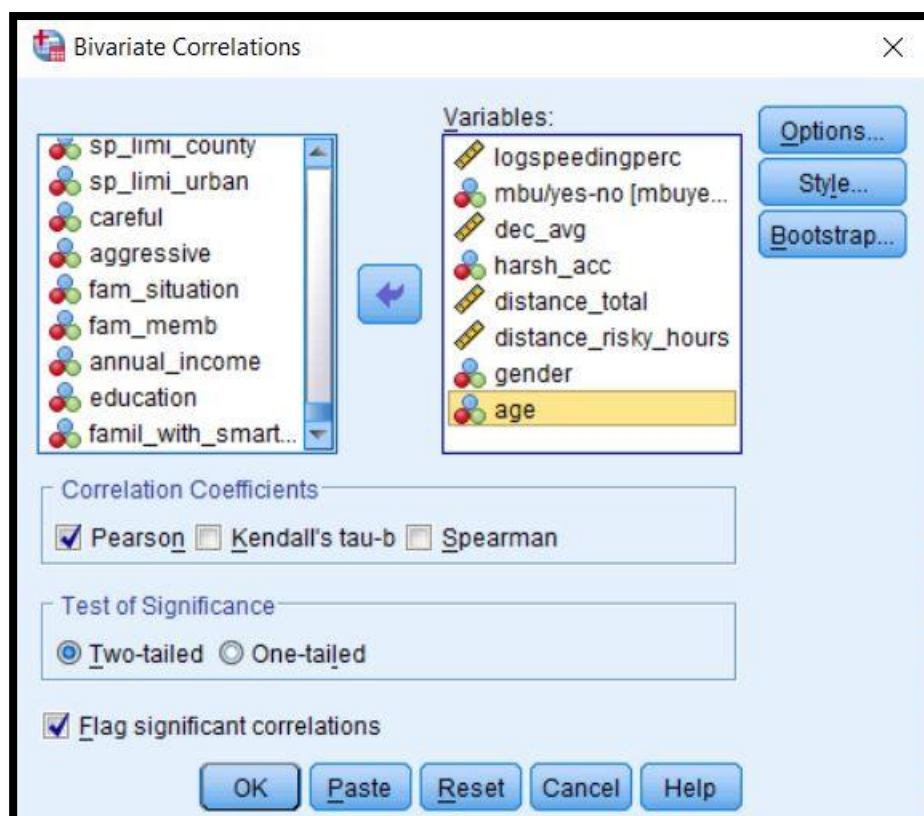 Bivariate Correlations
sp_limi_county
sp_limi_urban
careful
aggressive
fam_situation
fam_memb
annual_income
education
famil_with_smart...
Variables:
logspeedingperc
mbu/yes-no [mbuye...
dec_avg
harsh_acc
distance_total
distance_risky_hours
gender
age
Options...
Style...
Bootstrap...
Correlation Coefficients
Pearson Kendall's tau-b Spearman
Test of Significance
Two-tailed One-tailed
Flag significant correlations
OK Paste Reset Cancel Help